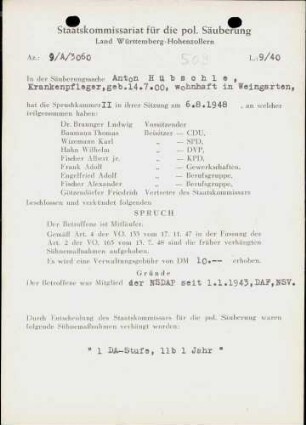 Staatskommissariat für die pol. Säuberung
Land Württemberg-Hohenzollern
Az.: 9/A/3060 L: 9/40
In der Säuberungssache Anton Hübschle,
Krankenpfleger, geb.14.7.00, wohnhaft in Weingarten,
hat die Spruchkammer II in ihrer Sitzung am 6.8.1948, an welcher
teilgenommen haben:
Dr. Brauner Ludwig Vorsitzender
Baumann Thomas Beisitzer — CDU,
Wizemann Karl „ — SPD,
Hohn Wilhelm „ — DVP,
Fischer Albert jr. „ — KPD,
Frank Adolf „ — Gewerkschaften,
Engelfried Adolf „ — Berufsgruppe,
Fischer Alexander „ — Berufsgruppe,
Gitzendörfer Friedrich Vertreter des Staatskommissars
beschlossen und verkündet folgenden
SPRUCH
Der Betroffene ist Mitläufer.
Gemäß Art. 4 der VO. 133 vom 17. 11. 47 in der Fassung des
Art. 2 der VO. 165 vom 13. 7. 48 sind die früher verhängten
Sühnemaßnahmen aufgehoben.
Es wird eine Verwaltungsgebühr von DM 10.-- erhoben.
Gründe
Der Betroffene war Mitglied der NSDAP seit 1.1.1943, DAF, NSV.
Durch Entscheidung des Staatskommissars für die pol. Säuberung waren
folgende Sühnemaßnahmen verhängt worden:
"1 DA-Stufe, 11b 1 Jahr"